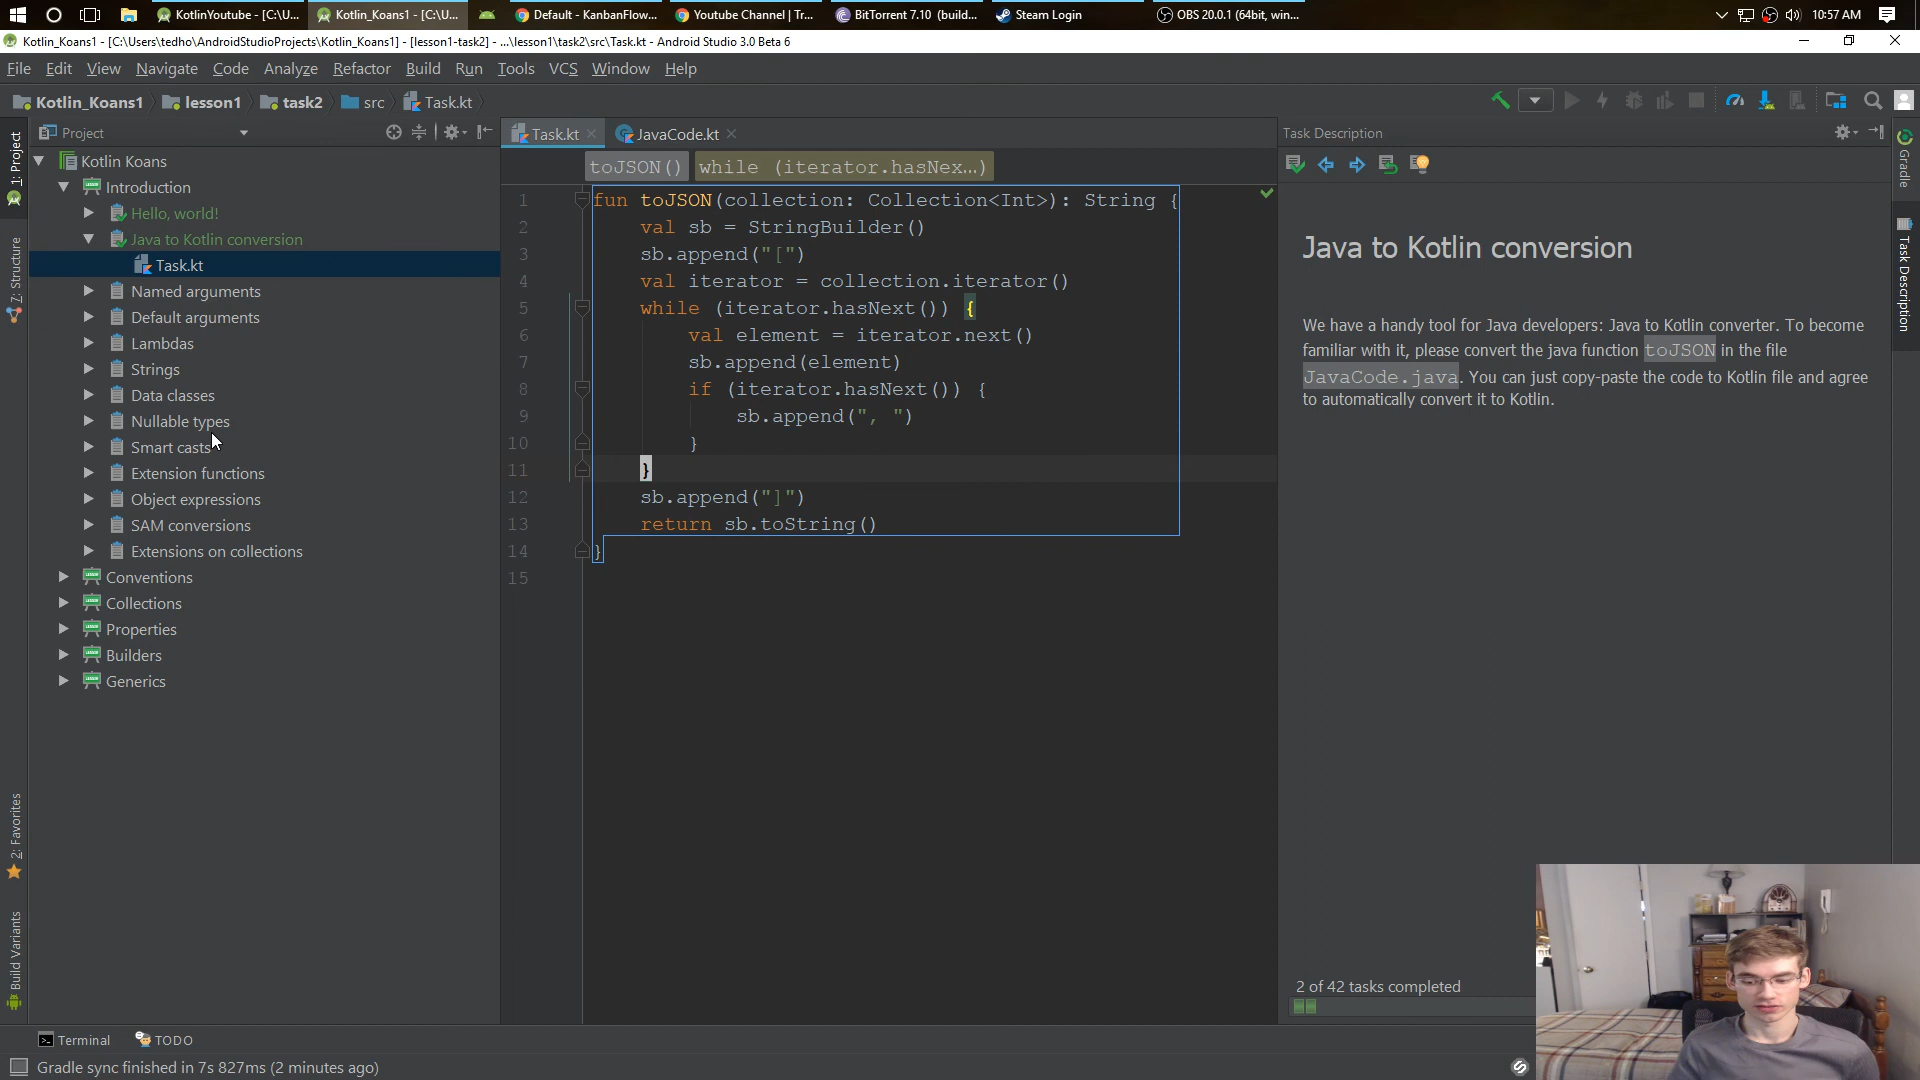 KotlinYoutube - [C:\U...
Kotlin_Koans1 - [C:\U...
Default - KanbanFlow...
Youtube Channel | Tr...
BitTorrent 7.10 (build...
Steam Login
OBS 20.0.1 (64bit, win...
10:57 AM
Kotlin_Koans1 - [C:\Users\tedho\AndroidStudioProjects\Kotlin_Koans1] - [lesson1-task2] - ...\lesson1\task2\src\Task.kt - Android Studio 3.0 Beta 6
File Edit View Navigate Code Analyze Refactor Build Run Tools VCS Window Help
Kotlin_Koans1 lesson1 task2 src Task.kt
1: Project
7: Structure
2: Favorites
Build Variants
Project
Kotlin Koans
Introduction
Hello, world!
Java to Kotlin conversion
Task.kt
Named arguments
Default arguments
Lambdas
Strings
Data classes
Nullable types
Smart casts
Extension functions
Object expressions
SAM conversions
Extensions on collections
Conventions
Collections
Properties
Builders
Generics
Task.kt
JavaCode.kt
toJSON() while (iterator.hasNex...)
1 fun toJSON(collection: Collection<Int>): String {
2 val sb = StringBuilder()
3 sb.append("[")
4 val iterator = collection.iterator()
5 while (iterator.hasNext()) {
6 val element = iterator.next()
7 sb.append(element)
8 if (iterator.hasNext()) {
9 sb.append(", ")
10 }
11 }
12 sb.append("]")
13 return sb.toString()
14 }
15
Task Description
Java to Kotlin conversion
We have a handy tool for Java developers: Java to Kotlin converter. To become
familiar with it, please convert the java function toJSON in the file
JavaCode.java. You can just copy-paste the code to Kotlin file and agree
to automatically convert it to Kotlin.
2 of 42 tasks completed
Gradle
Task Description
Terminal
TODO
Gradle sync finished in 7s 827ms (2 minutes ago)